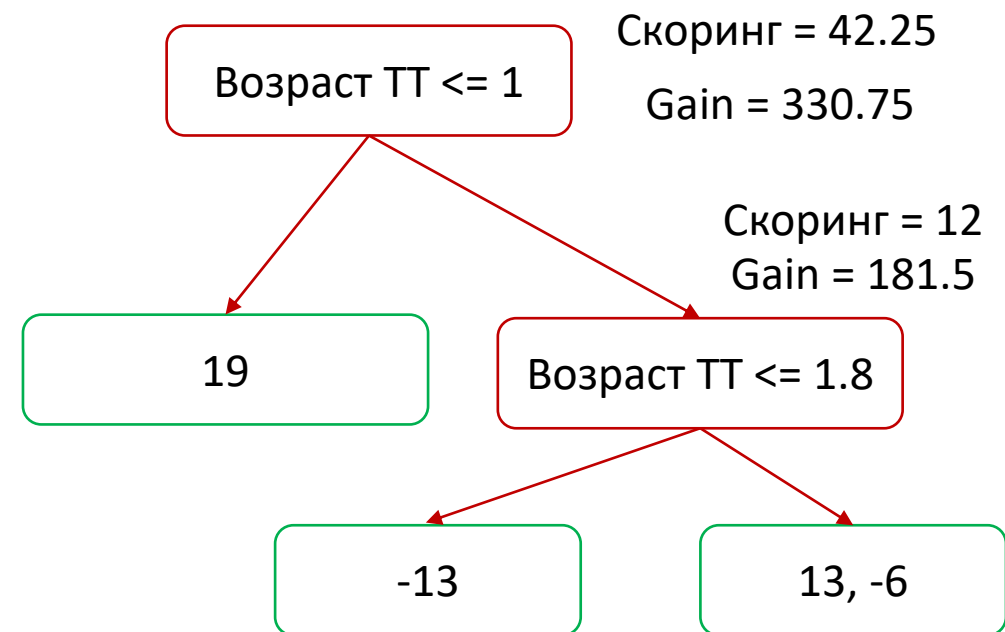 Скоринг = 42.25
Возраст ТТ <= 1
Gain = 330.75
Скоринг = 12
Gain = 181.5
19
Возраст ТТ <= 1.8
-13
13, -6